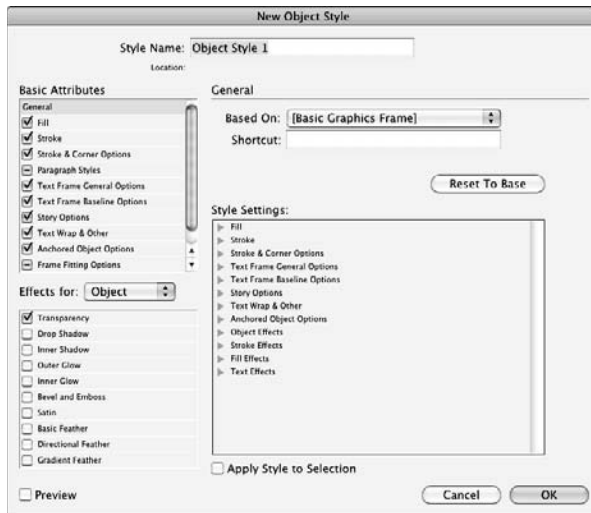 New Object Style
Style Name: Object Style 1
Location:
Basic Attributes
General
Fill
Stroke
Stroke & Corner Options
Paragraph Styles
Text Frame General Options
Text Frame Baseline Options
Story Options
Text Wrap & Other
Anchored Object Options
Frame Fitting Options
Effects for: Object
Transparency
Drop Shadow
Inner Shadow
Outer Glow
Inner Glow
Bevel and Emboss
Satin
Basic Feather
Directional Feather
Gradient Feather
Preview
General
Based On: [Basic Graphics Frame]
Shortcut:
Reset To Base
Style Settings:
Fill
Stroke
Stroke & Corner Options
Text Frame General Options
Text Frame Baseline Options
Story Options
Text Wrap & Other
Anchored Object Options
Object Effects
Stroke Effects
Fill Effects
Text Effects
Apply Style to Selection
Cancel
OK